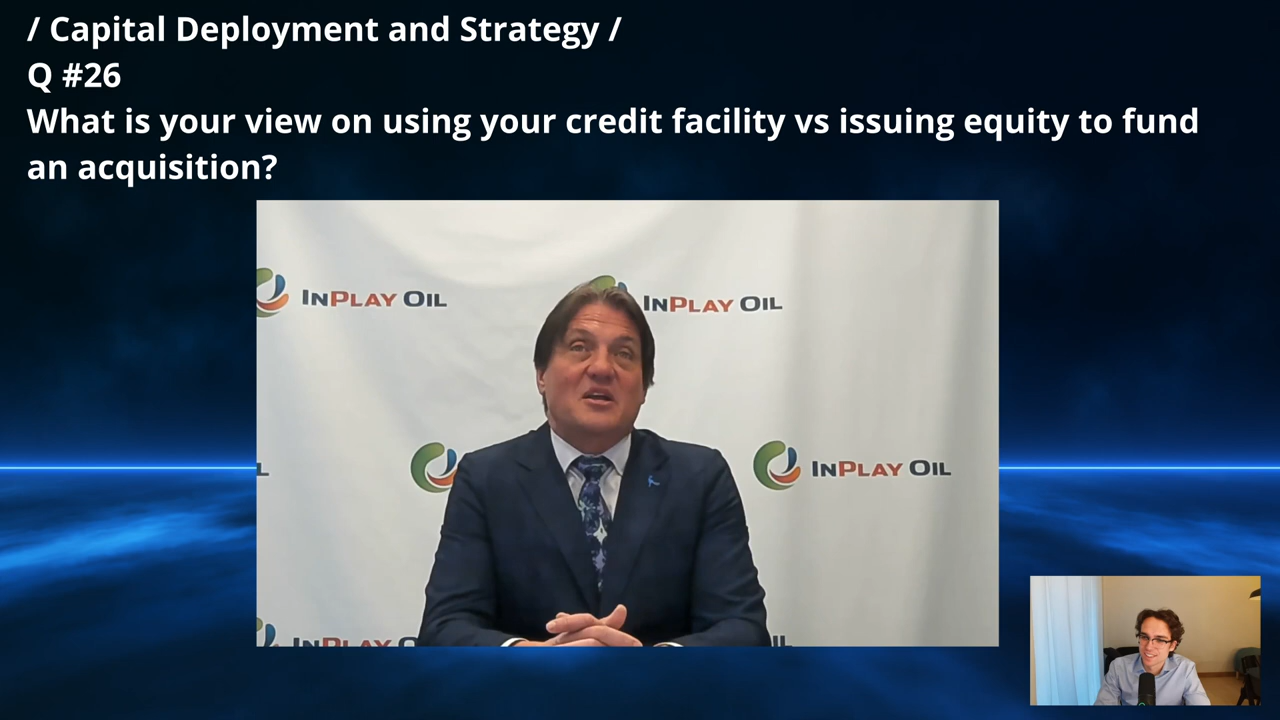 / Capital Deployment and Strategy /
Q #26
What is your view on using your credit facility vs issuing equity to fund
an acquisition?
INPLAY OIL
INPLAY OIL
L
INPLAY OIL
INPLAY O
IL